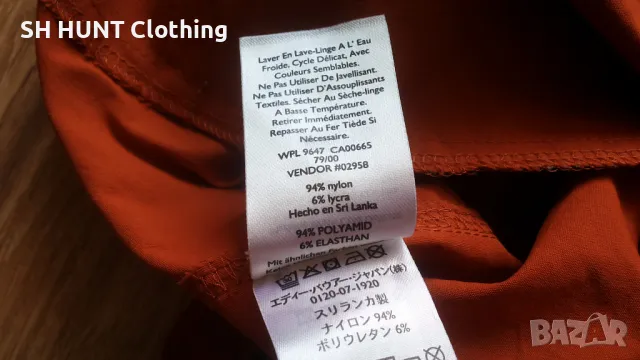 SH HUNT Clothing
Laver En Lave-Linge A L' Eau
Froide, Cycle Délicat, Avec
Couleurs Semblables.
Ne Pas Utiliser De Javellisant.
Ne Pas Utiliser D'Assouplissants
Textiles. Sécher Au Sèche-linge
A Basse Température.
Retirer Immédiatement.
Repasser Au Fer Tiède Si
Nécessaire.
WPL 9647 CA00665
79/00
VENDOR #02958
94% nylon
6% lycra
Hecho en Sri Lanka
94% POLYAMID
6% ELASTHAN
Mit ähnlichen
エディー・バウアー・ジャパン(株)
0120-07-1920
スリランカ製
ナイロン 94%
ポリウレタン 6%
BAZAR